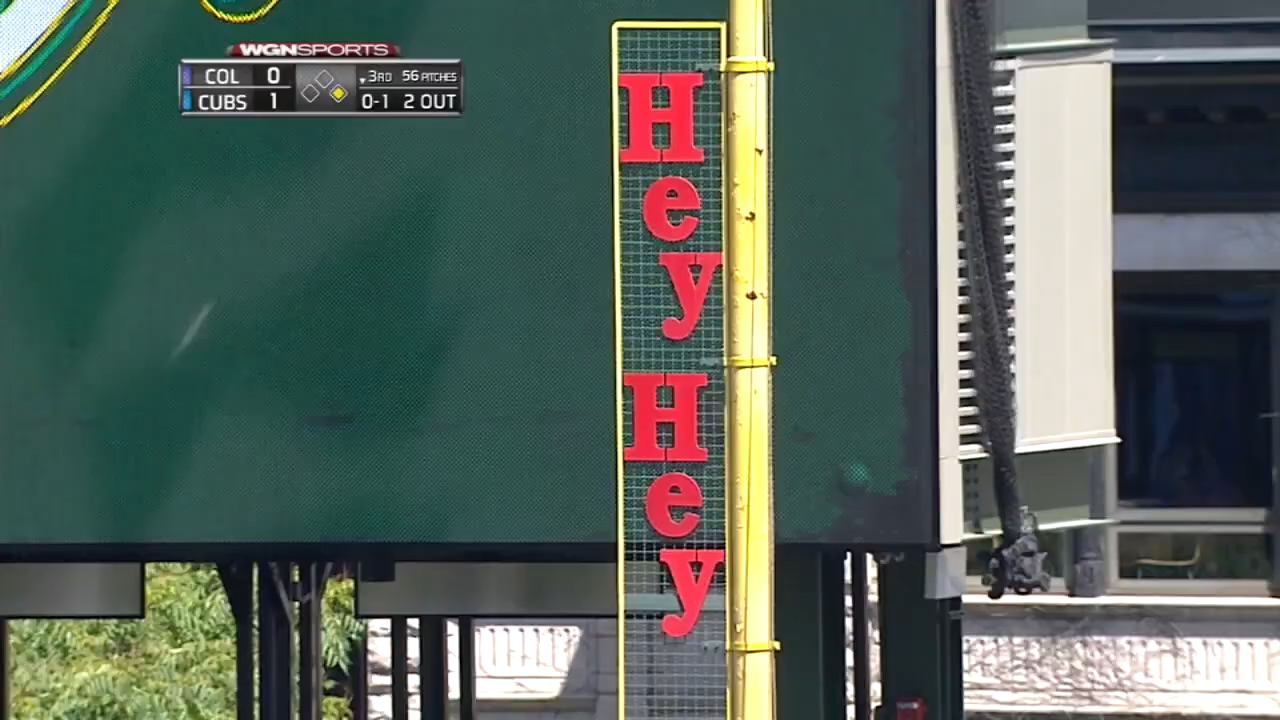 WGNSPORTS
COL 0 ▼3RD 56 PITCHES
CUBS 1 0-1 2 OUT
Hey
Hey